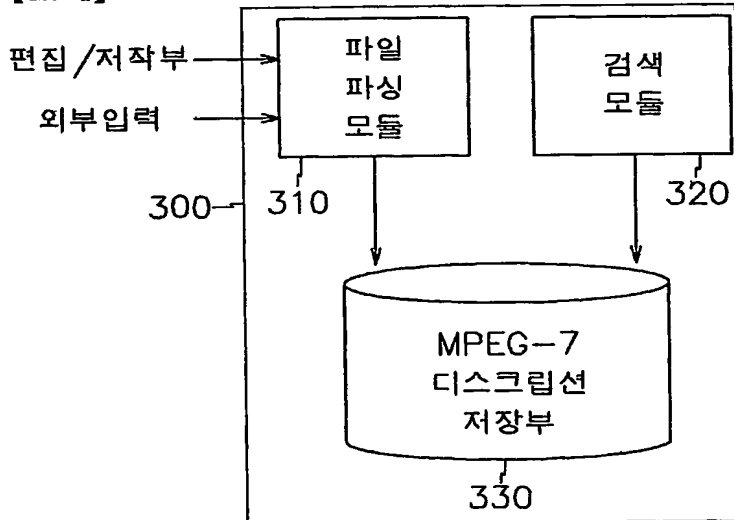 편집/저작부
외부입력
파일
파싱
모듈
검색
모듈
300
310
320
MPEG-7
디스크립션
저장부
330